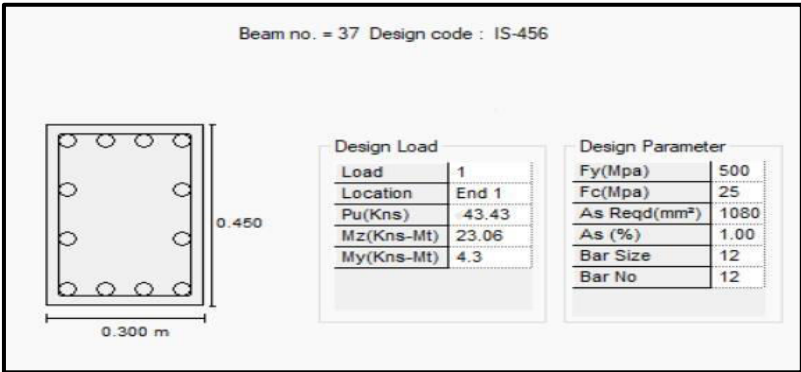 Beam no. = 37 Design code : IS-456
0.450
0.300 m
Design Load
Load 1
Location End 1
Pu(Kns) -43.43
Mz(Kns-Mt) 23.06
My(Kns-Mt) 4.3
Design Parameter
Fy(Mpa) 500
Fc(Mpa) 25
As Reqd(mm²) 1080
As (%) 1.00
Bar Size 12
Bar No 12